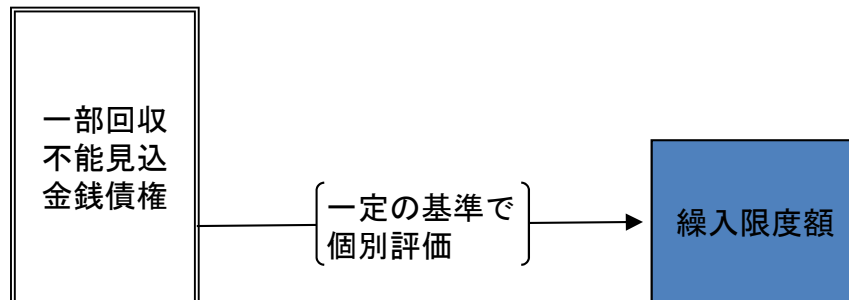 一部回収
不能見込
金銭債権
一定の基準で
個別評価
繰入限度額